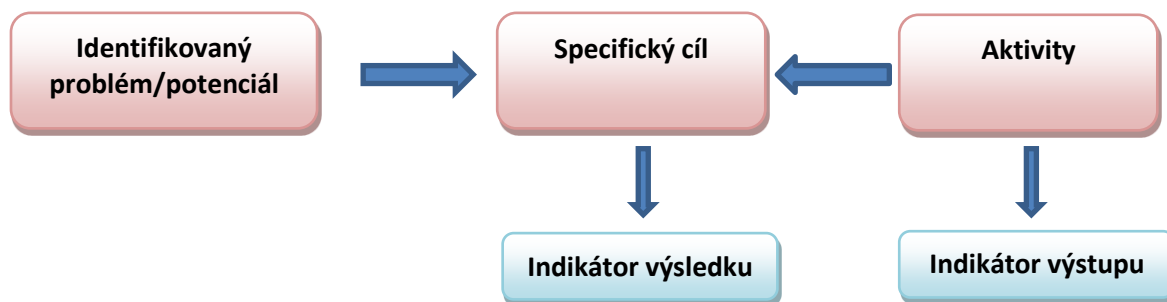 Identifikovaný
problém/potenciál
Specifický cíl
Aktivity
Indikátor výsledku
Indikátor výstupu